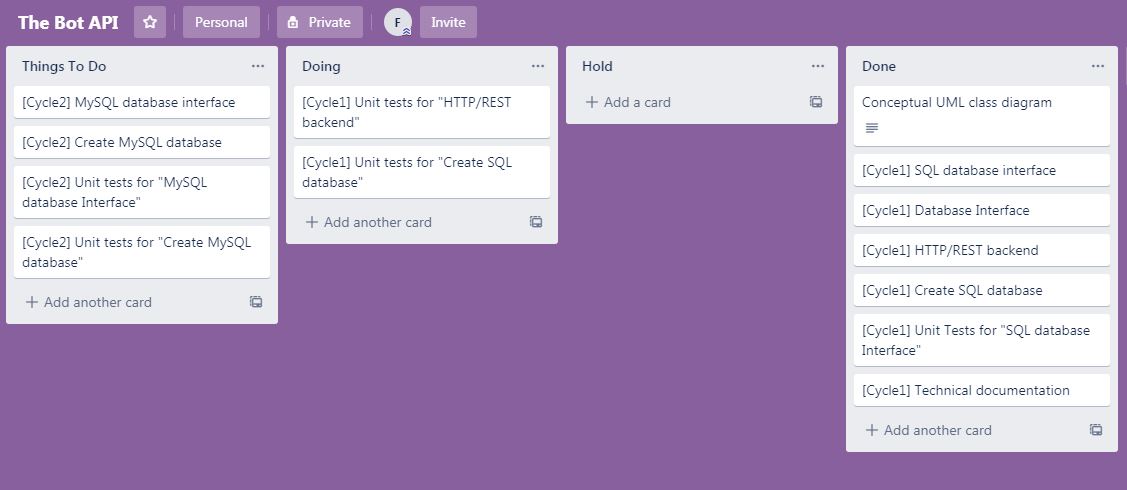 The Bot API
Personal
Private
F
Invite
Things To Do
[Cycle2] MySQL database interface
[Cycle2] Create MySQL database
[Cycle2] Unit tests for "MySQL
database Interface"
[Cycle2] Unit tests for "Create MySQL
database"
Add another card
Doing
[Cycle1] Unit tests for "HTTP/REST
backend"
[Cycle1] Unit tests for "Create SQL
database"
Add another card
Hold
Add a card
Done
Conceptual UML class diagram
[Cycle1] SQL database interface
[Cycle1] Database Interface
[Cycle1] HTTP/REST backend
[Cycle1] Create SQL database
[Cycle1] Unit Tests for "SQL database
Interface"
[Cycle1] Technical documentation
Add another card